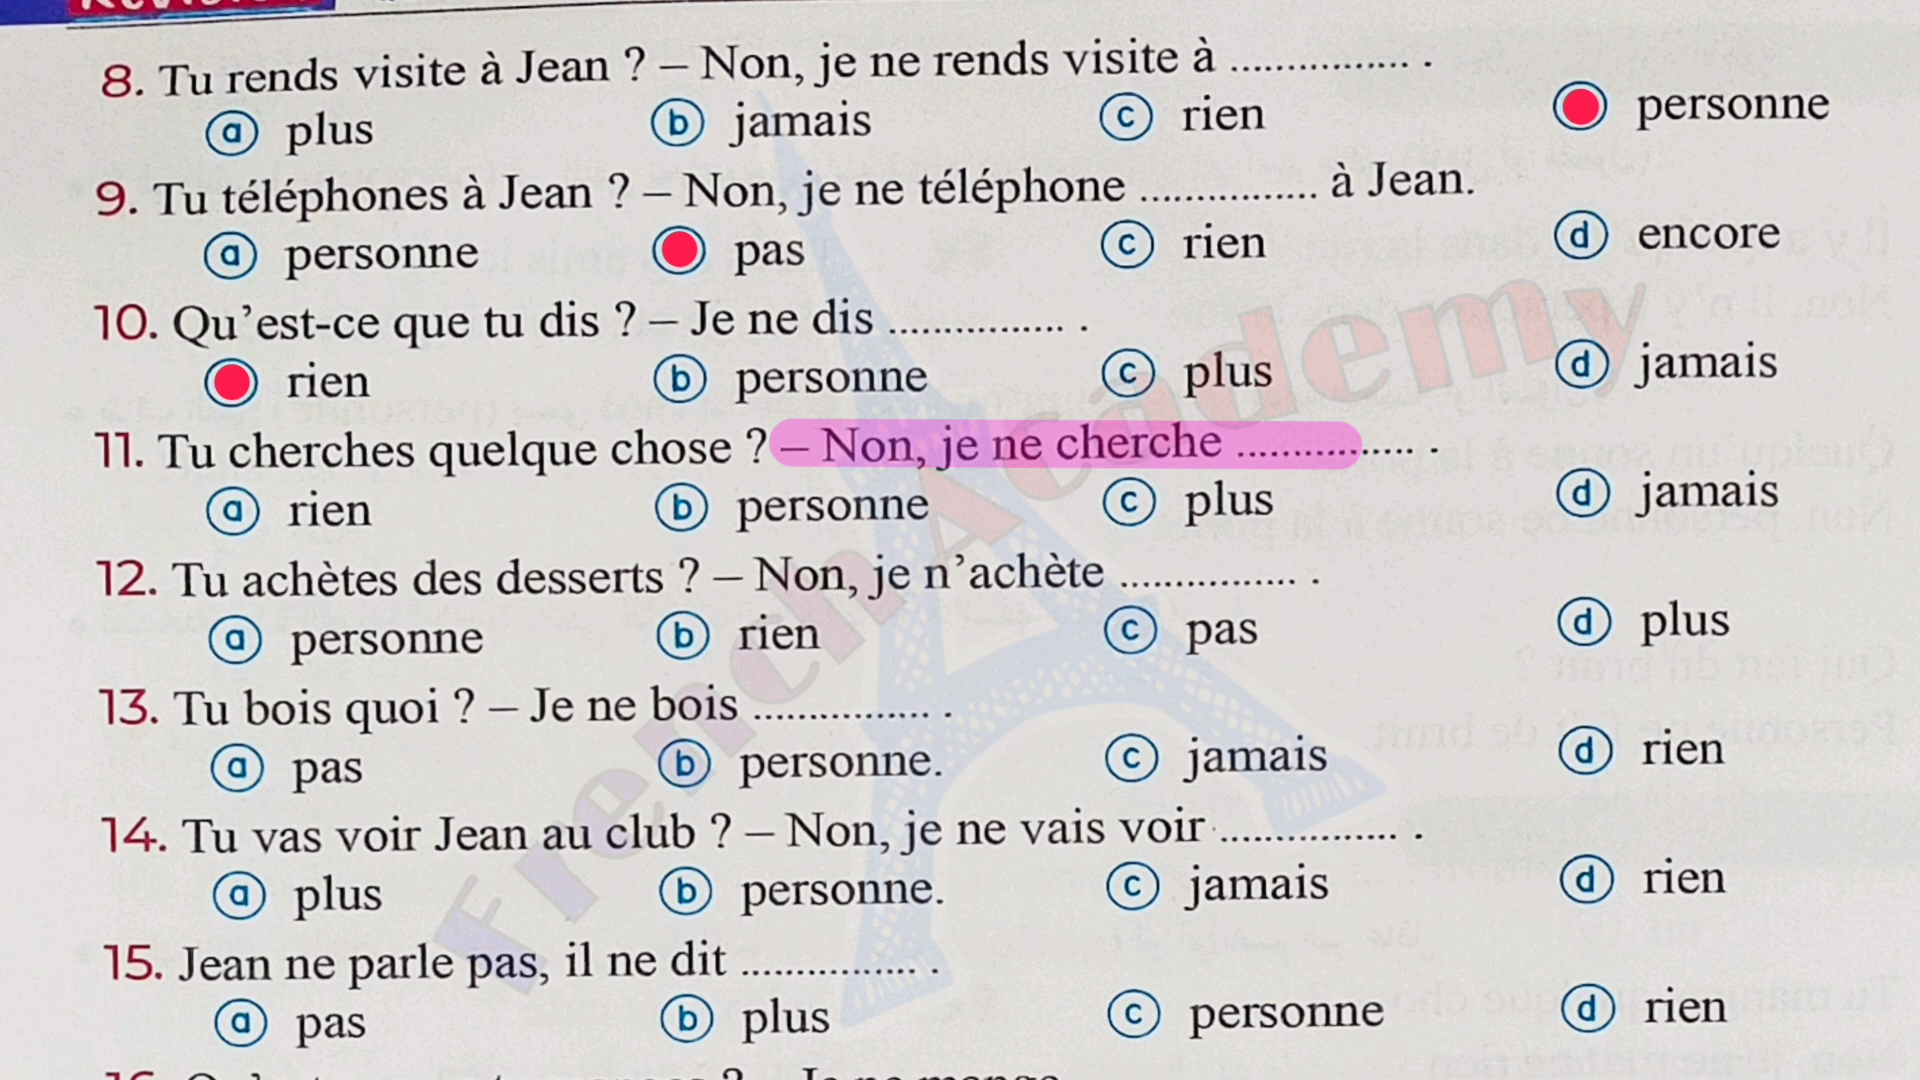 8. Tu rends visite à Jean ? – Non, je ne rends visite à ................ .
a plus b jamais c rien personne
9. Tu téléphones à Jean ? – Non, je ne téléphone ................ à Jean.
a personne pas c rien d encore
10. Qu’est-ce que tu dis ? – Je ne dis ................ .
rien b personne c plus d jamais
11. Tu cherches quelque chose ? – Non, je ne cherche ................ .
a rien b personne c plus d jamais
12. Tu achètes des desserts ? – Non, je n’achète ................ .
a personne b rien c pas d plus
13. Tu bois quoi ? – Je ne bois ................ .
a pas b personne. c jamais d rien
14. Tu vas voir Jean au club ? – Non, je ne vais voir ................ .
a plus b personne. c jamais d rien
15. Jean ne parle pas, il ne dit ................ .
a pas b plus c personne d rien
French Academy